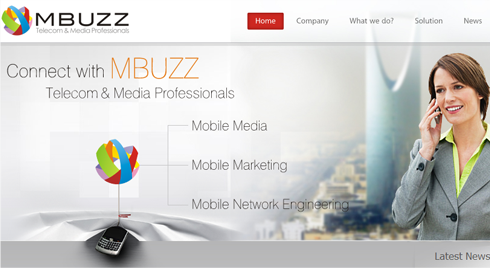 MBUZZ
Telecom & Media Professionals
Home Company What we do? Solution News
Connect with MBUZZ
Telecom & Media Professionals
Mobile Media
Mobile Marketing
Mobile Network Engineering
Latest News